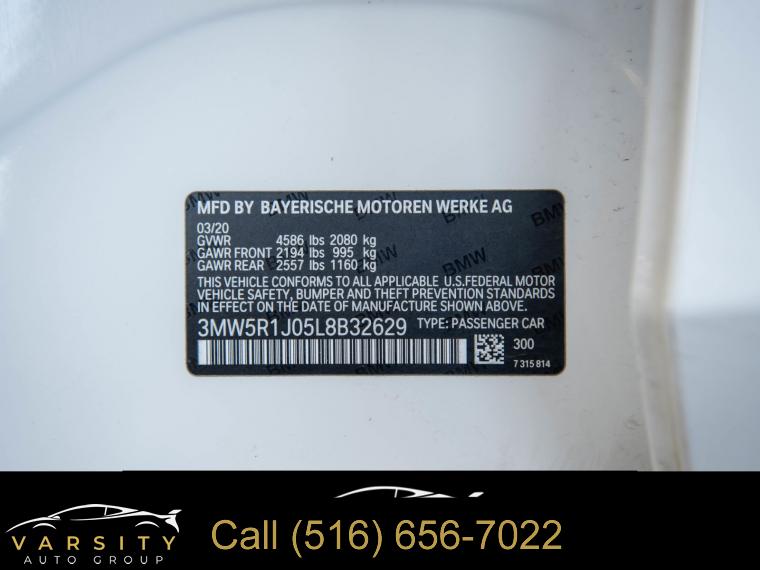 MFD BY BAYERISCHE MOTOREN WERKE AG
03/20
GVWR 4586 lbs 2080 kg
GAWR FRONT 2194 lbs 995 kg
GAWR REAR 2557 lbs 1160 kg
THIS VEHICLE CONFORMS TO ALL APPLICABLE U.S.FEDERAL MOTOR
VEHICLE SAFETY, BUMPER AND THEFT PREVENTION STANDARDS
IN EFFECT ON THE DATE OF MANUFACTURE SHOWN ABOVE.
3MW5R1J05L8B32629 TYPE: PASSENGER CAR
300
7 315 814
VARSITY
AUTO GROUP
Call (516) 656-7022